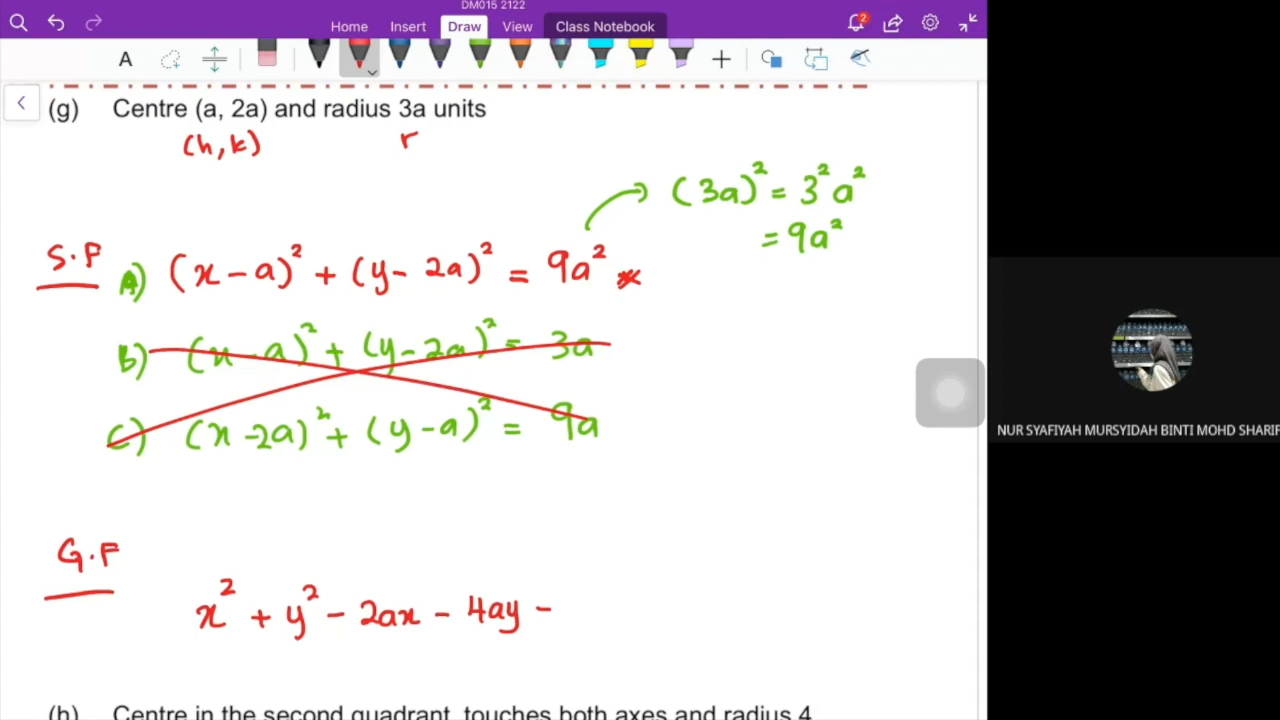 DM015 2122
Home Insert Draw View Class Notebook
2
A
(g) Centre (a, 2a) and radius 3a units
(h, k) r
(3a)² = 3²a²
= 9a²
S.F
A) (x - a)² + (y - 2a)² = 9a²
B) (x - a)² + (y - 2a)² = 3a
C) (x - 2a)² + (y - a)² = 9a
G.F
x² + y² - 2ax - 4ay -
(h) Centre in the second quadrant, touches both axes and radius 4
NUR SYAFIYAH MURSYIDAH BINTI MOHD SHARIF